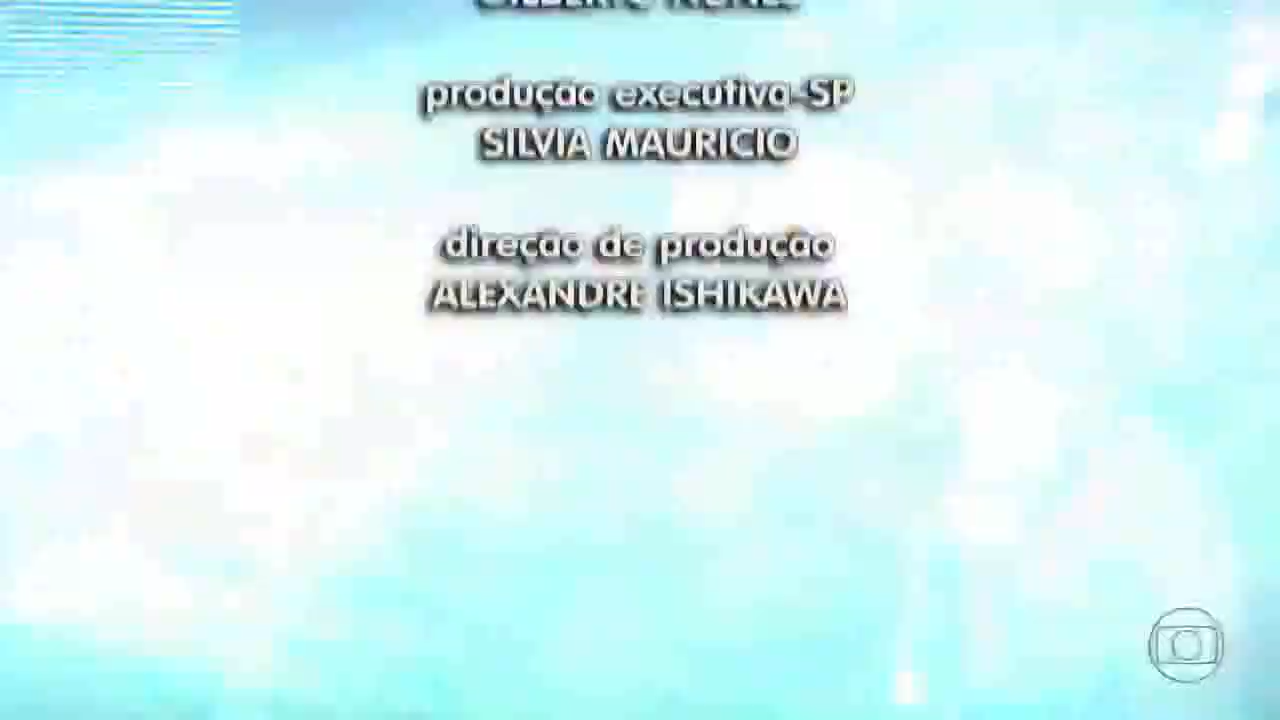 produção executiva-SP
SILVIA MAURICIO
direção de produção
ALEXANDRE ISHIKAWA